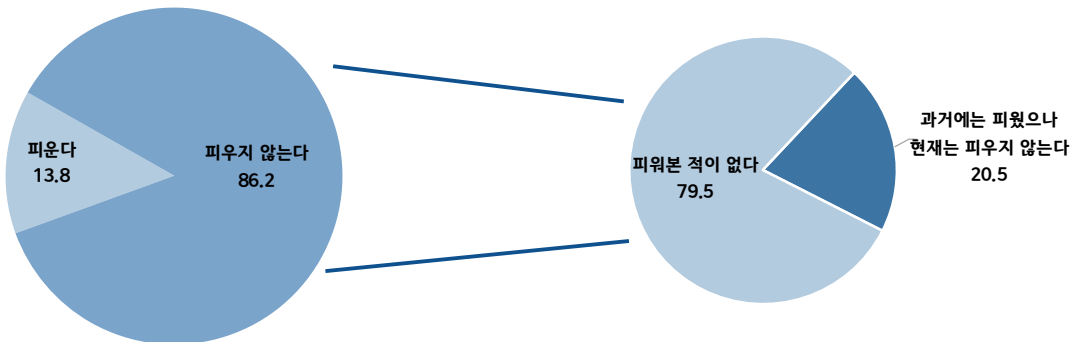 피운다
13.8
피우지 않는다
86.2
피워본 적이 없다
79.5
과거에는 피웠으나
현재는 피우지 않는다
20.5